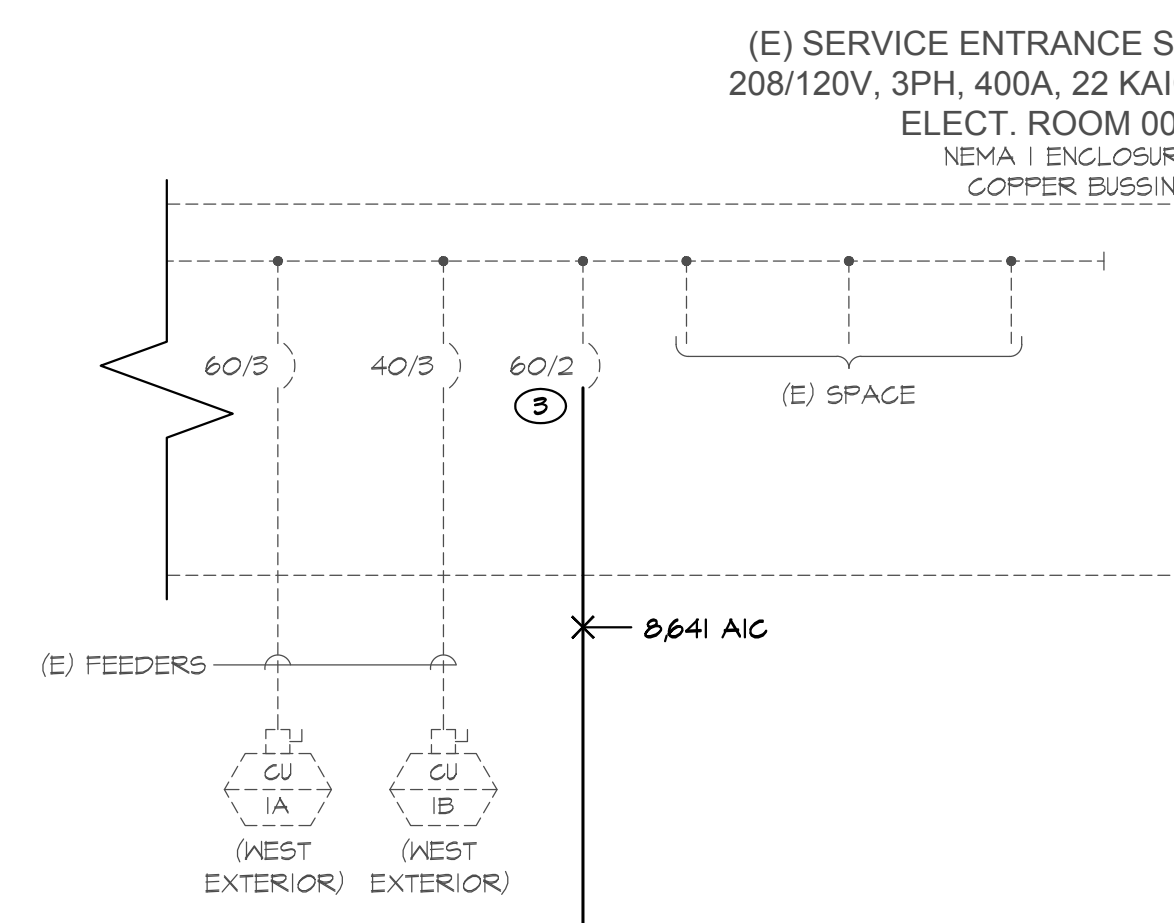 (E) SERVICE ENTRANCE S
208/120V, 3PH, 400A, 22 KAI
ELECT. ROOM 00
NEMA 1 ENCLOSUR
COPPER BUSSIN
60/3
40/3
60/2
3
(E) SPACE
8,641 AIC
(E) FEEDERS
CU
1A
(WEST
EXTERIOR)
CU
1B
(WEST
EXTERIOR)